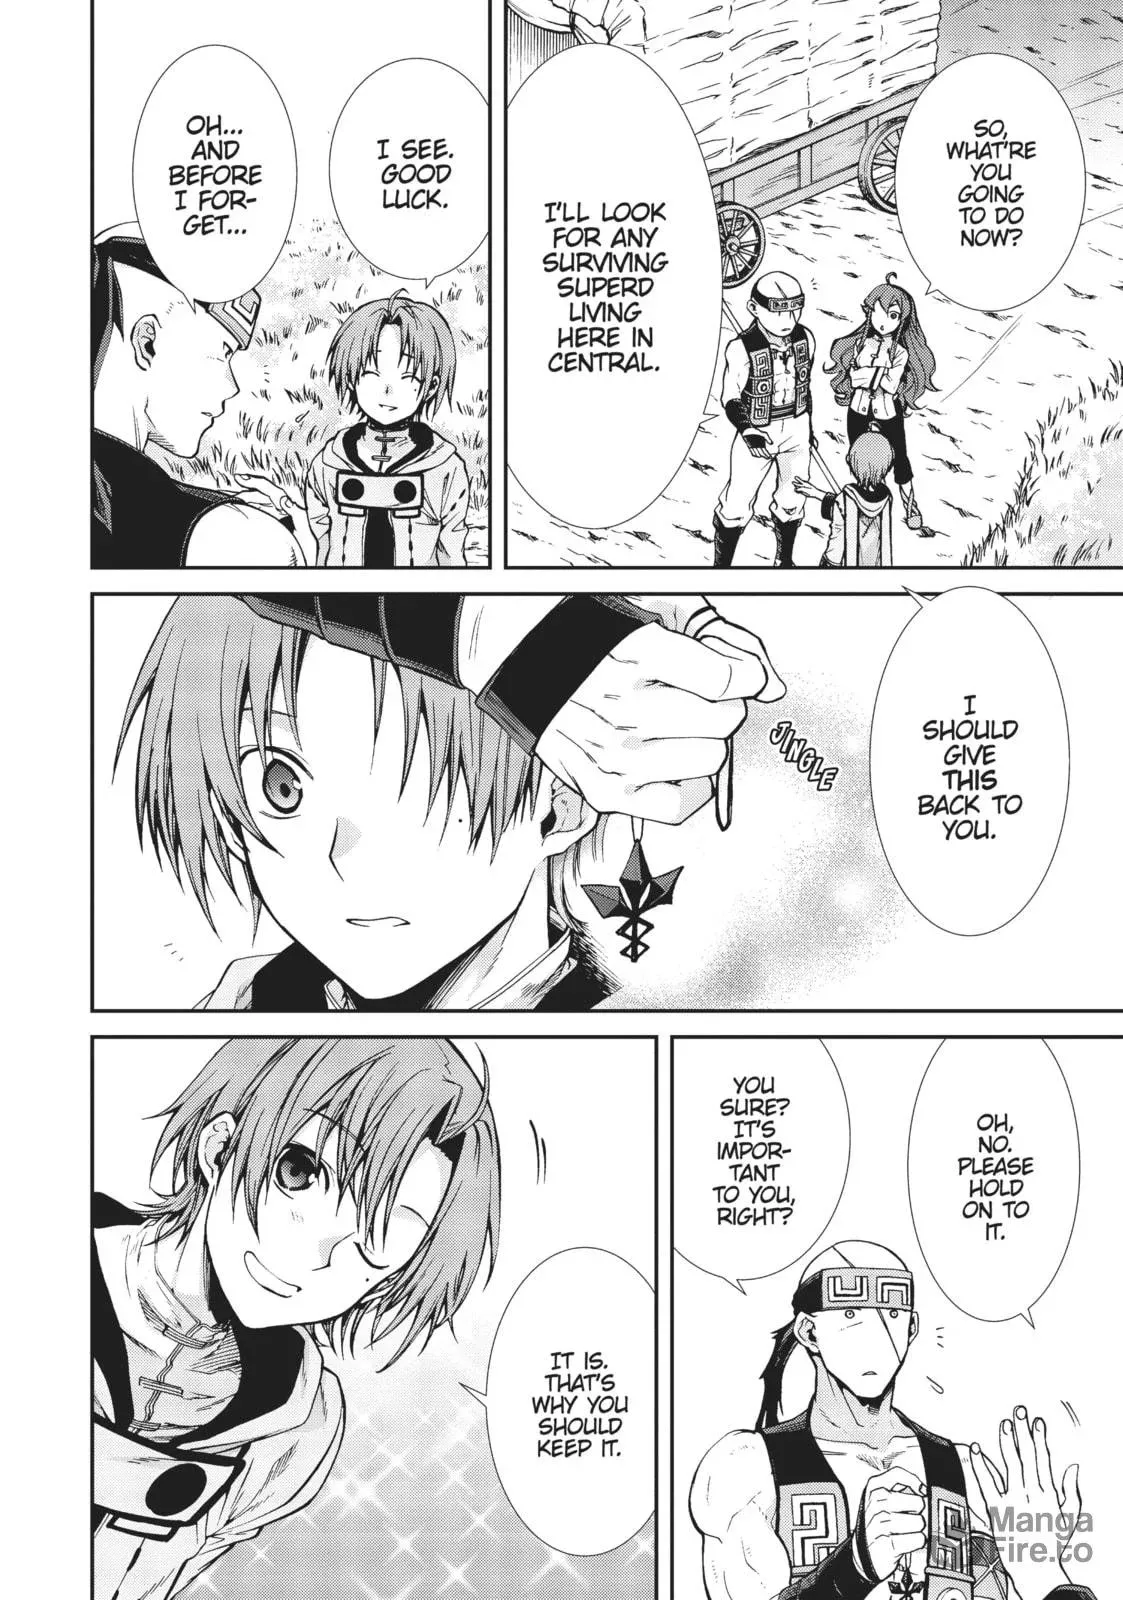 SO,
WHAT'RE
YOU
GOING
TO DO
NOW?
I'LL LOOK
FOR ANY
SURVIVING
SUPERD
LIVING
HERE IN
CENTRAL.
I SEE.
GOOD
LUCK.
OH...
AND
BEFORE
I FOR-
GET...
I
SHOULD
GIVE
THIS
BACK TO
YOU.
JINGLE
OH,
NO.
PLEASE
HOLD
ON TO
IT.
YOU
SURE?
IT'S
IMPOR-
TANT
TO YOU,
RIGHT?
IT IS.
THAT'S
WHY YOU
SHOULD
KEEP IT.
Manga
Fire.to